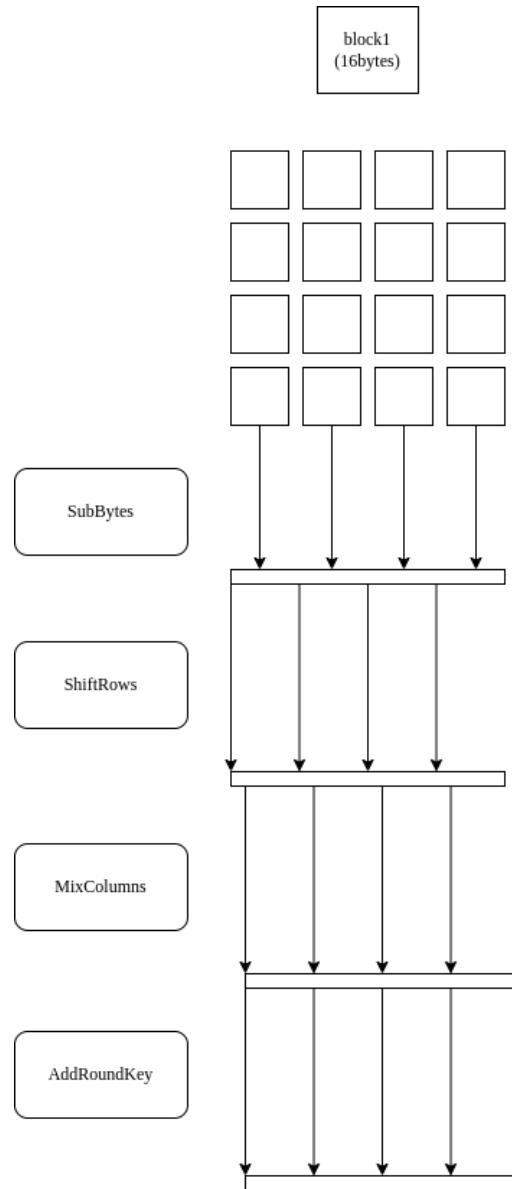 block1
(16bytes)
SubBytes
ShiftRows
MixColumns
AddRoundKey